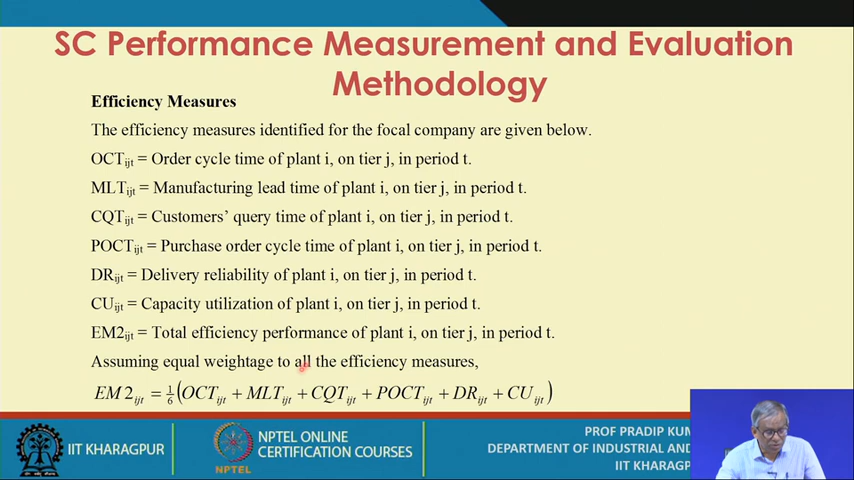 SC Performance Measurement and Evaluation
Methodology
Efficiency Measures
The efficiency measures identified for the focal company are given below.
OCTijt = Order cycle time of plant i, on tier j, in period t.
MLTijt = Manufacturing lead time of plant i, on tier j, in period t.
CQTijt = Customers' query time of plant i, on tier j, in period t.
POCTijt = Purchase order cycle time of plant i, on tier j, in period t.
DRijt = Delivery reliability of plant i, on tier j, in period t.
CUijt = Capacity utilization of plant i, on tier j, in period t.
EM2ijt = Total efficiency performance of plant i, on tier j, in period t.
Assuming equal weightage to all the efficiency measures,
EM 2ijt = 1/6 (OCTijt + MLTijt + CQTijt + POCTijt + DRijt + CUijt)
IIT KHARAGPUR
NPTEL
NPTEL ONLINE
CERTIFICATION COURSES
PROF PRADIP
DEPARTMENT OF INDUSTRIAL AND
IIT